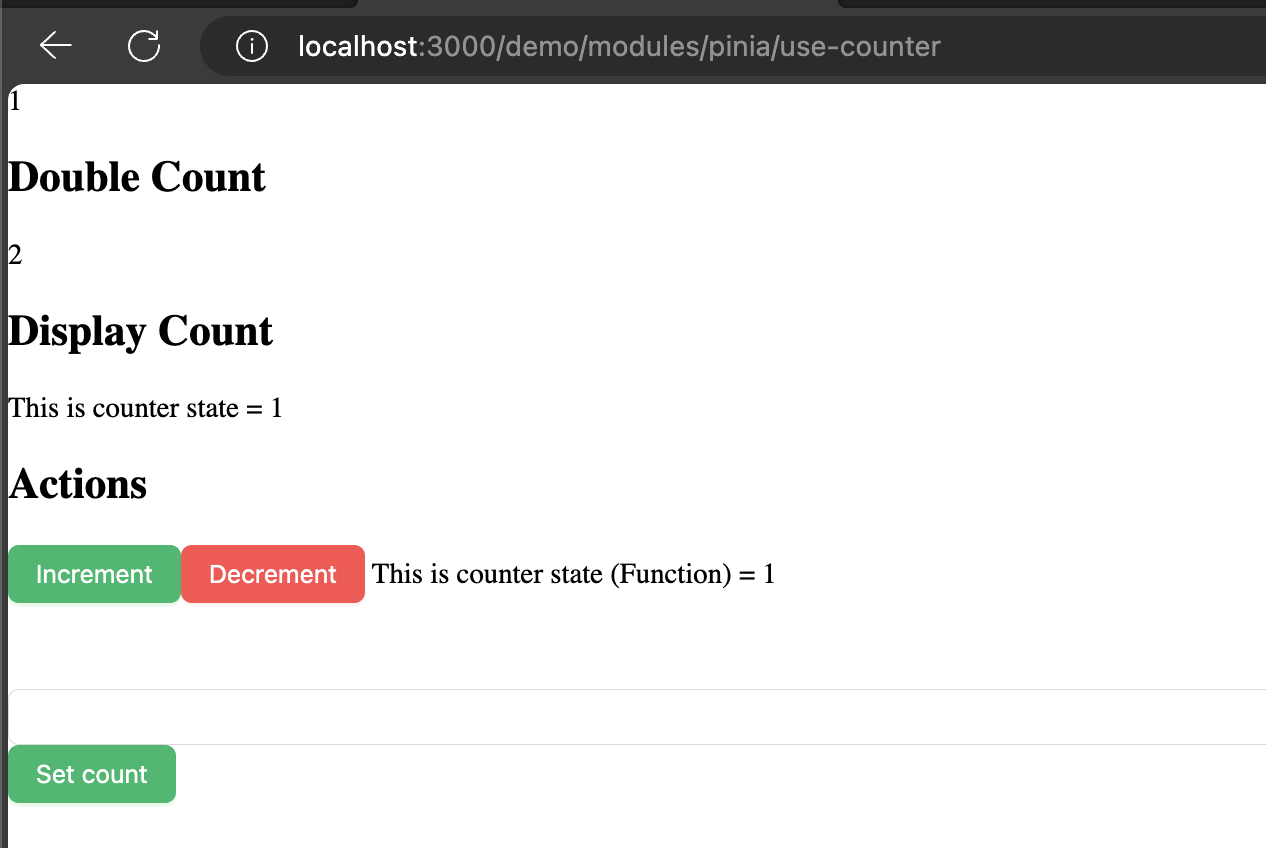 localhost:3000/demo/modules/pinia/use-counter
1
Double Count
2
Display Count
This is counter state = 1
Actions
Increment Decrement This is counter state (Function) = 1
Set count